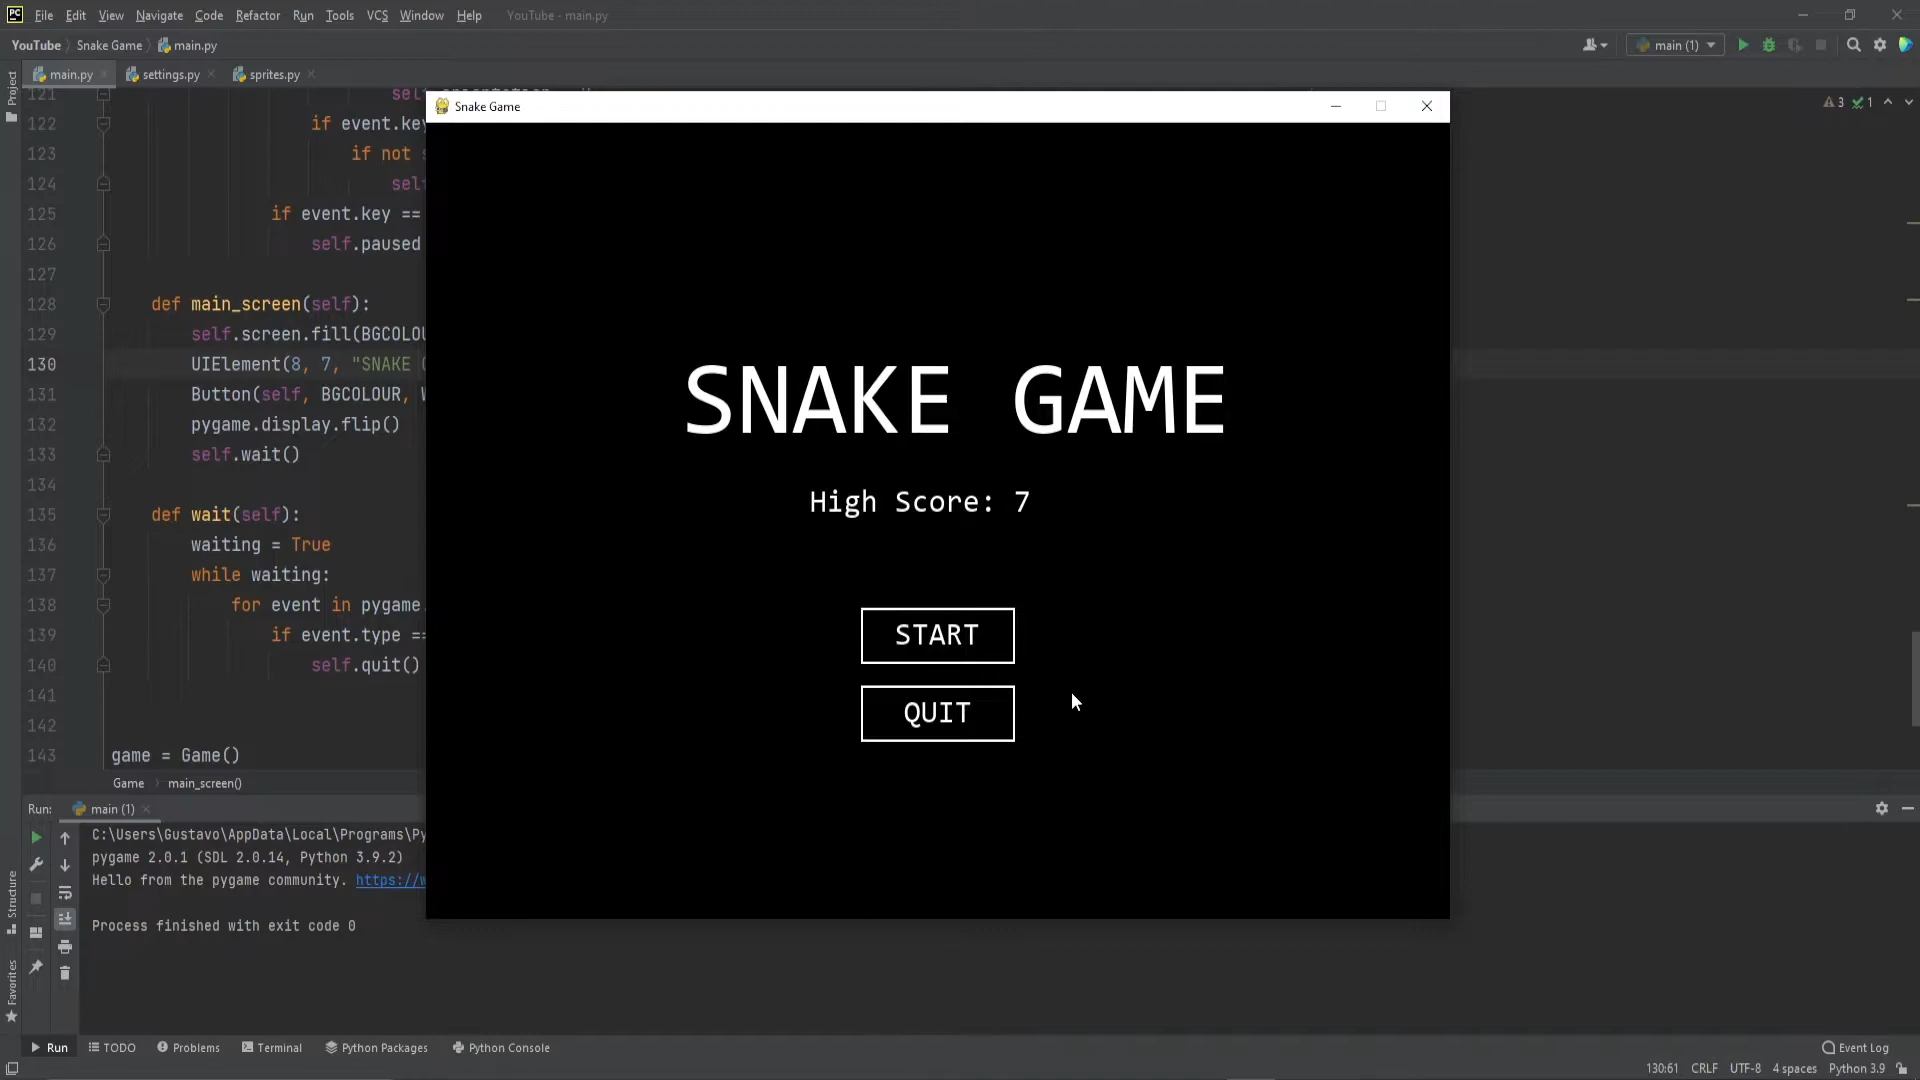 PC File Edit View Navigate Code Refactor Run Tools VCS Window Help YouTube - main.py
YouTube Snake Game main.py
main (1)
main.py settings.py sprites.py
Project
121 sel
122 if event.key
3 1
123 if not
124 sel
125 if event.key ==
126 self.paused
127
128 def main_screen(self):
129 self.screen.fill(BGCOLOU
130 UIElement(8, 7, "SNAKE
131 Button(self, BGCOLOUR,
132 pygame.display.flip()
133 self.wait()
134
135 def wait(self):
136 waiting = True
137 while waiting:
138 for event in pygame.
139 if event.type ==
140 self.quit()
141
142
143 game = Game()
Game main_screen()
Snake Game
SNAKE GAME
High Score: 7
START
QUIT
Run: main (1)
C:\Users\Gustavo\AppData\Local\Programs\Py
pygame 2.0.1 (SDL 2.0.14, Python 3.9.2)
Hello from the pygame community. https://w
Process finished with exit code 0
Structure
Favorites
Run TODO Problems Terminal Python Packages Python Console Event Log
130:61 CRLF UTF-8 4 spaces Python 3.9